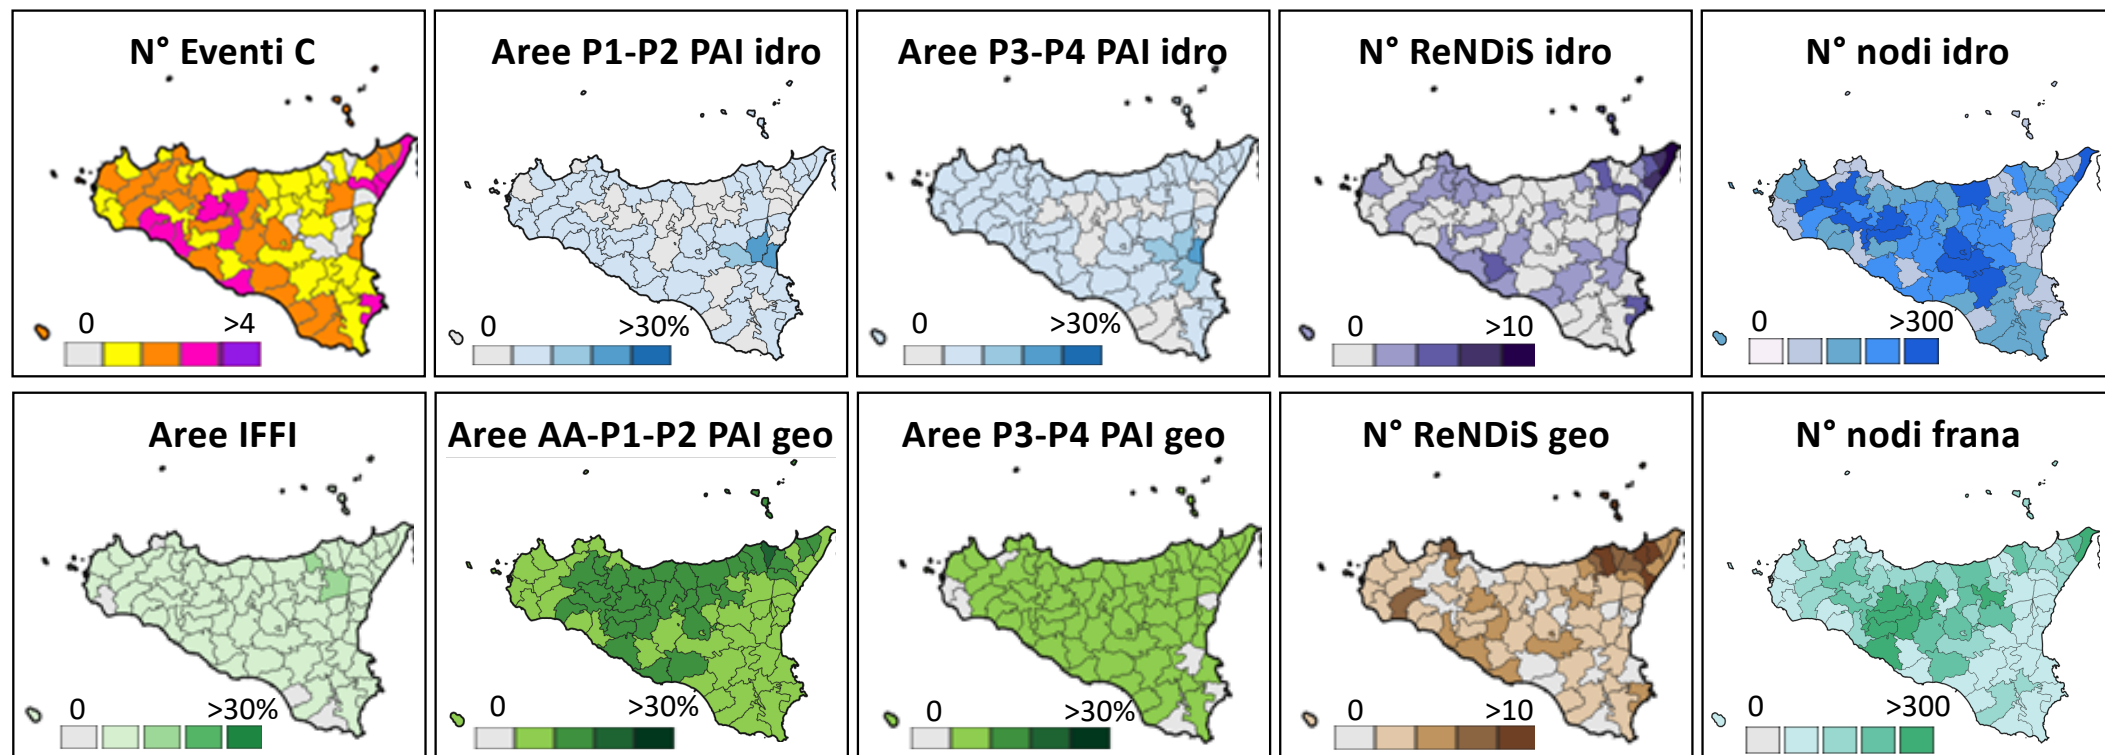 N° Eventi C
0 >4
Aree P1-P2 PAI idro
0 >30%
Aree P3-P4 PAI idro
0 >30%
N° ReNDiS idro
0 >10
N° nodi idro
0 >300
Aree IFFI
0 >30%
Aree AA-P1-P2 PAI geo
0 >30%
Aree P3-P4 PAI geo
0 >30%
N° ReNDiS geo
0 >10
N° nodi frana
0 >300